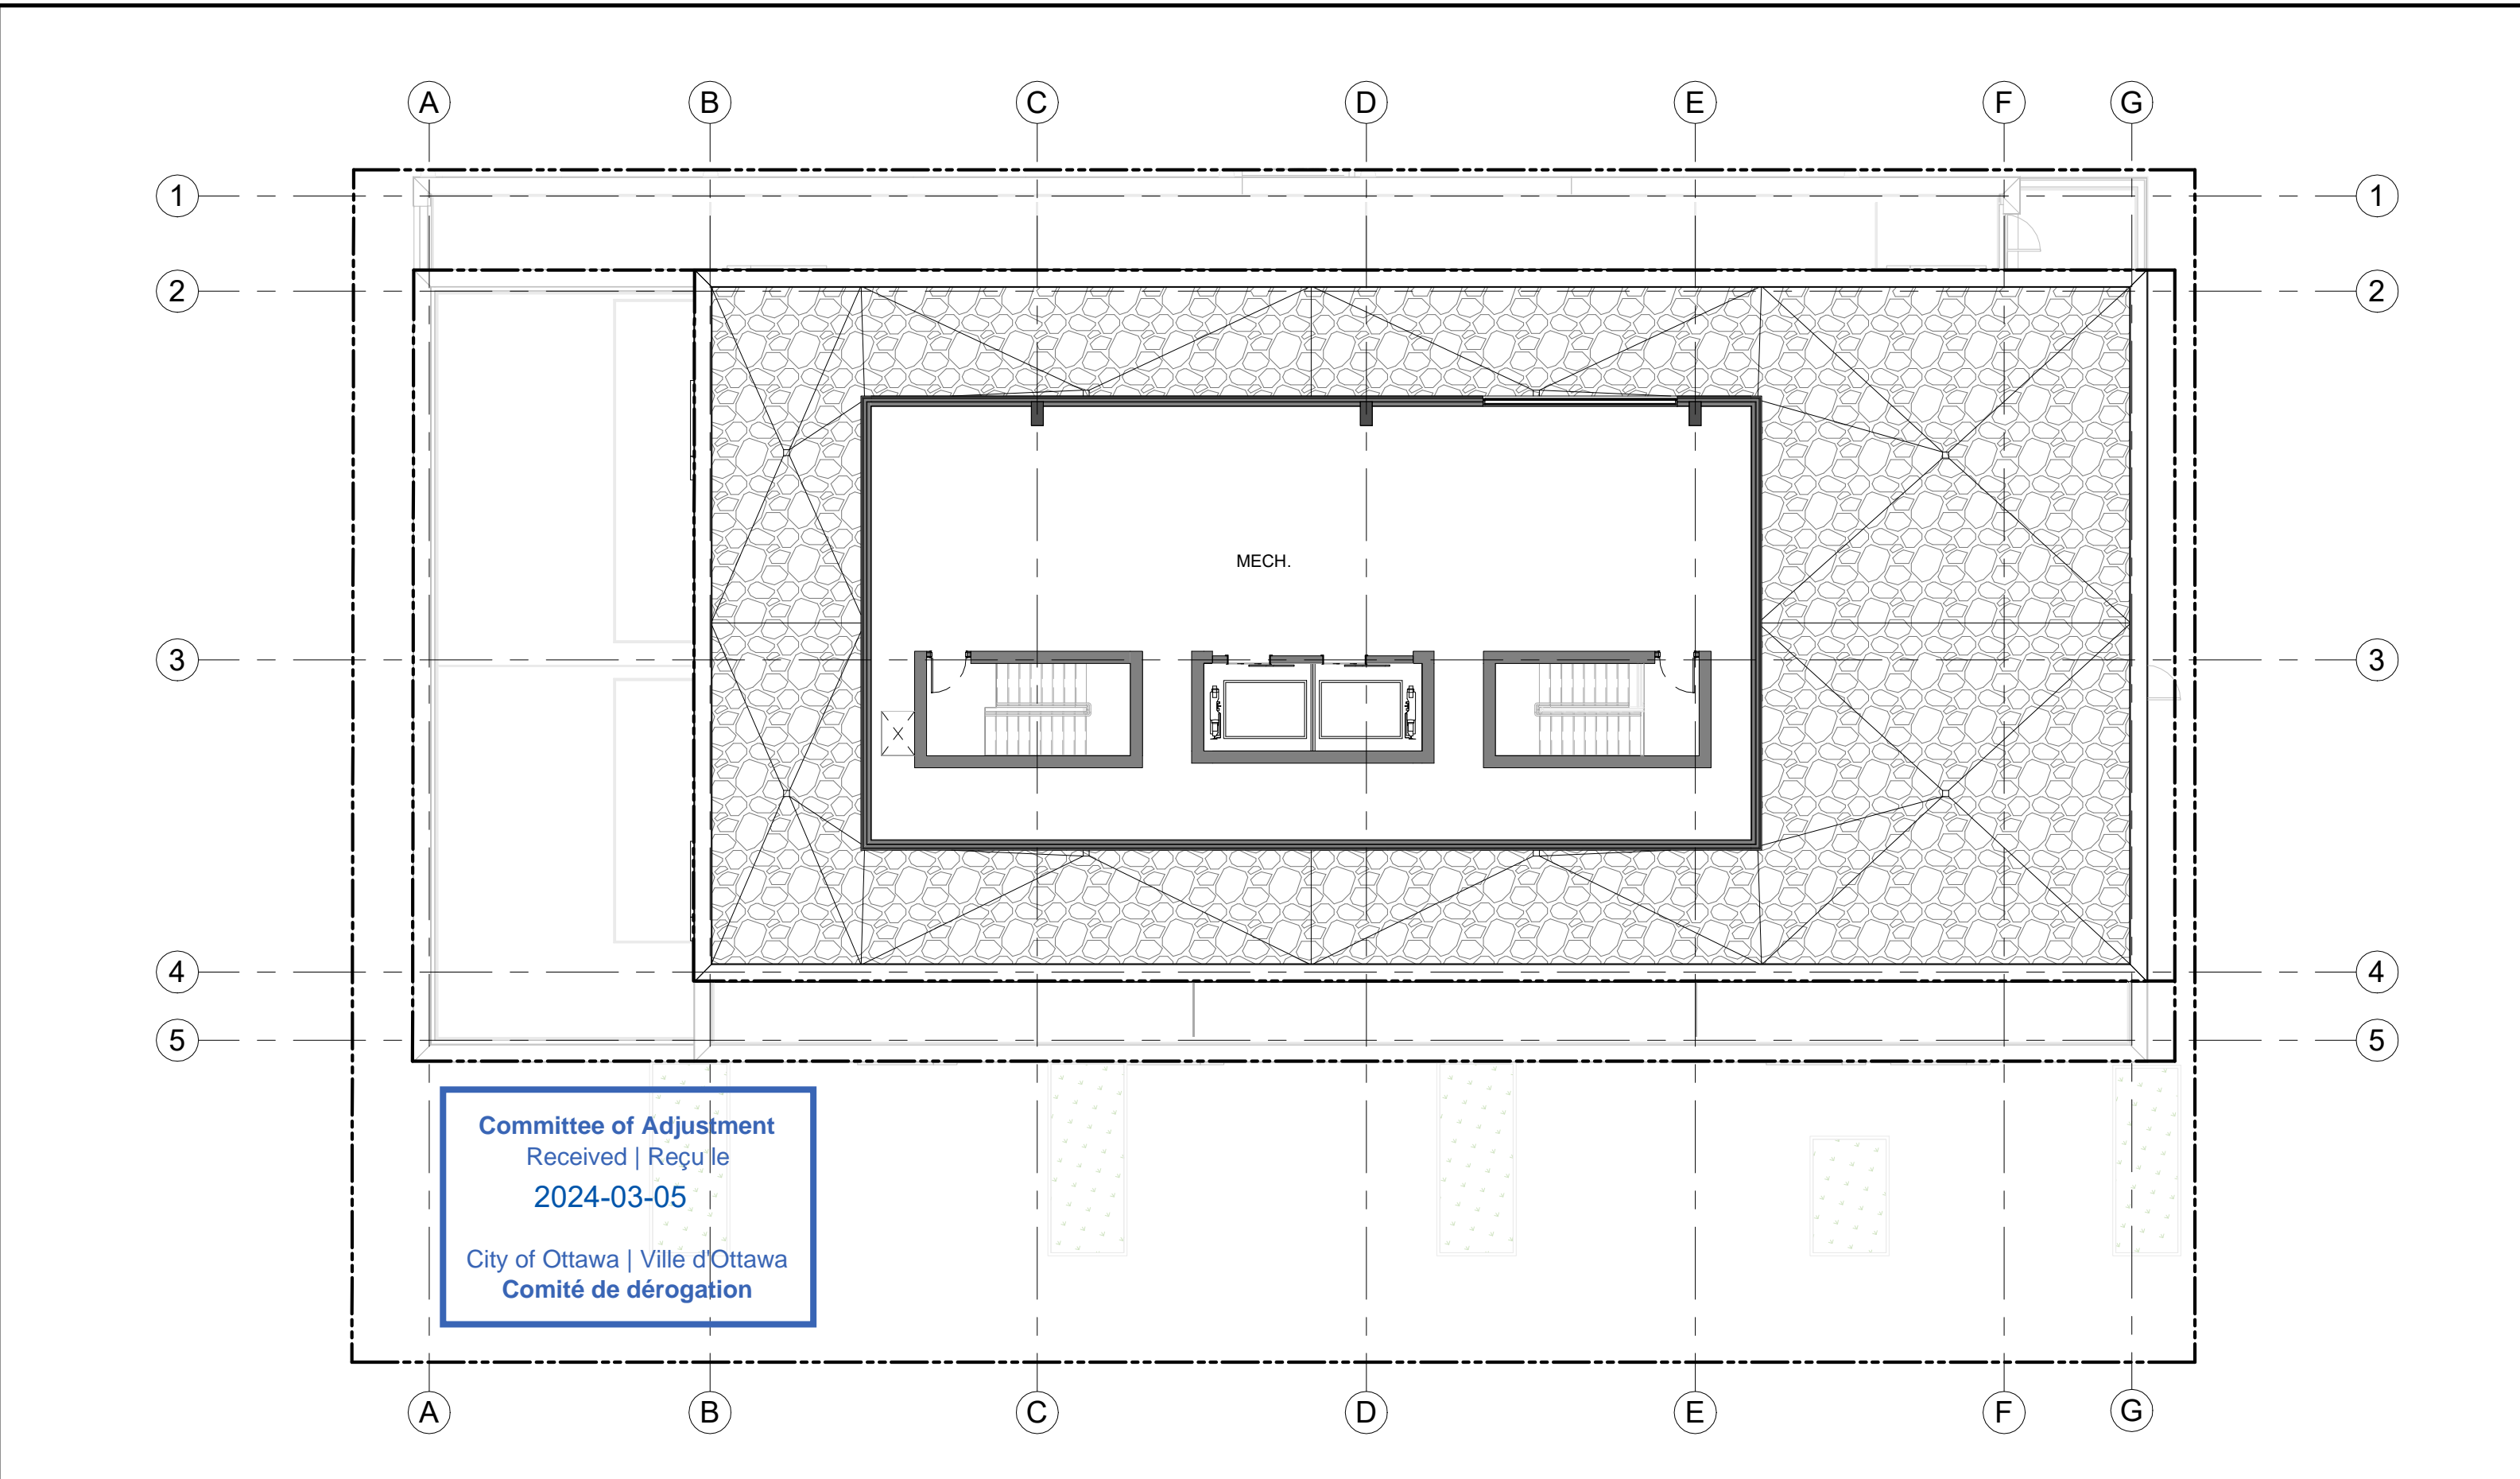 A B C D E F G
1 1
2 2
MECH.
3 3
X
4 4
5 5
Committee of Adjustment
Received | Reçu le
2024-03-05
City of Ottawa | Ville d'Ottawa
Comité de dérogation
A B C D E F G